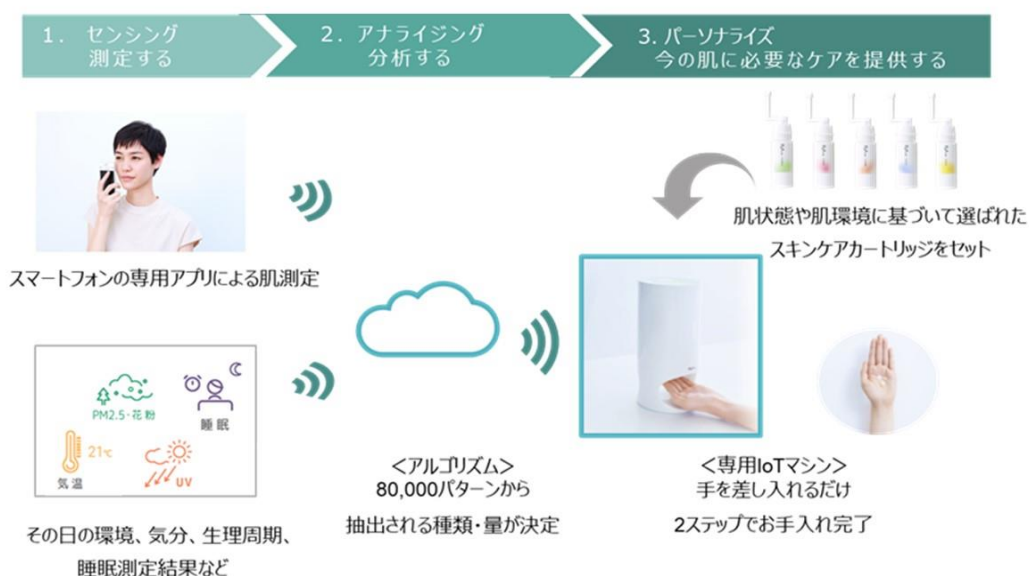 1. センシング
測定する
2. アナライジング
分析する
3. パーソナライズ
今の肌に必要なケアを提供する
スマートフォンの専用アプリによる肌測定
肌状態や肌環境に基づいて選ばれた
スキンケアカートリッジをセット
PM2.5・花粉
睡眠
21℃
気温
UV
その日の環境、気分、生理周期、
睡眠測定結果など
＜アルゴリズム＞
80,000パターンから
抽出される種類・量が決定
＜専用IoTマシン＞
手を差し入れるだけ
2ステップでお手入れ完了